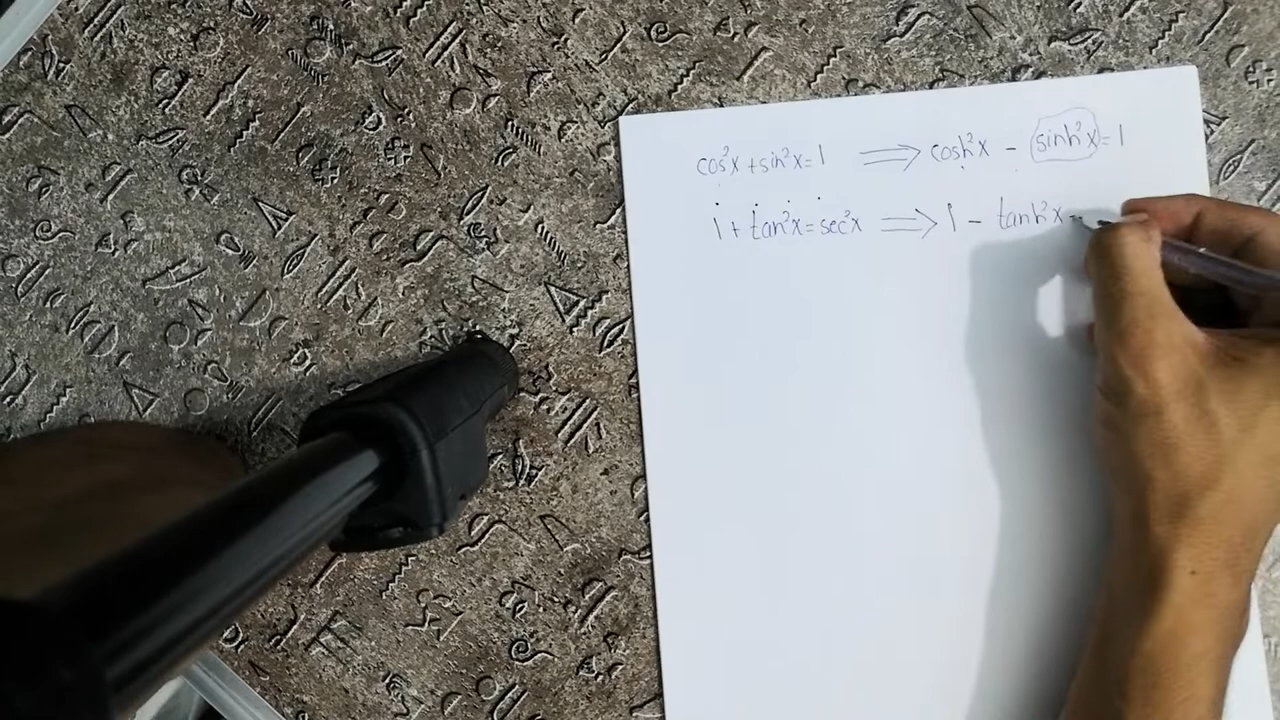 cos²x + sin²x = 1 ⟹ cosh²x - sinh²x = 1
1 + tan²x = sec²x ⟹ 1 - tanh²x =